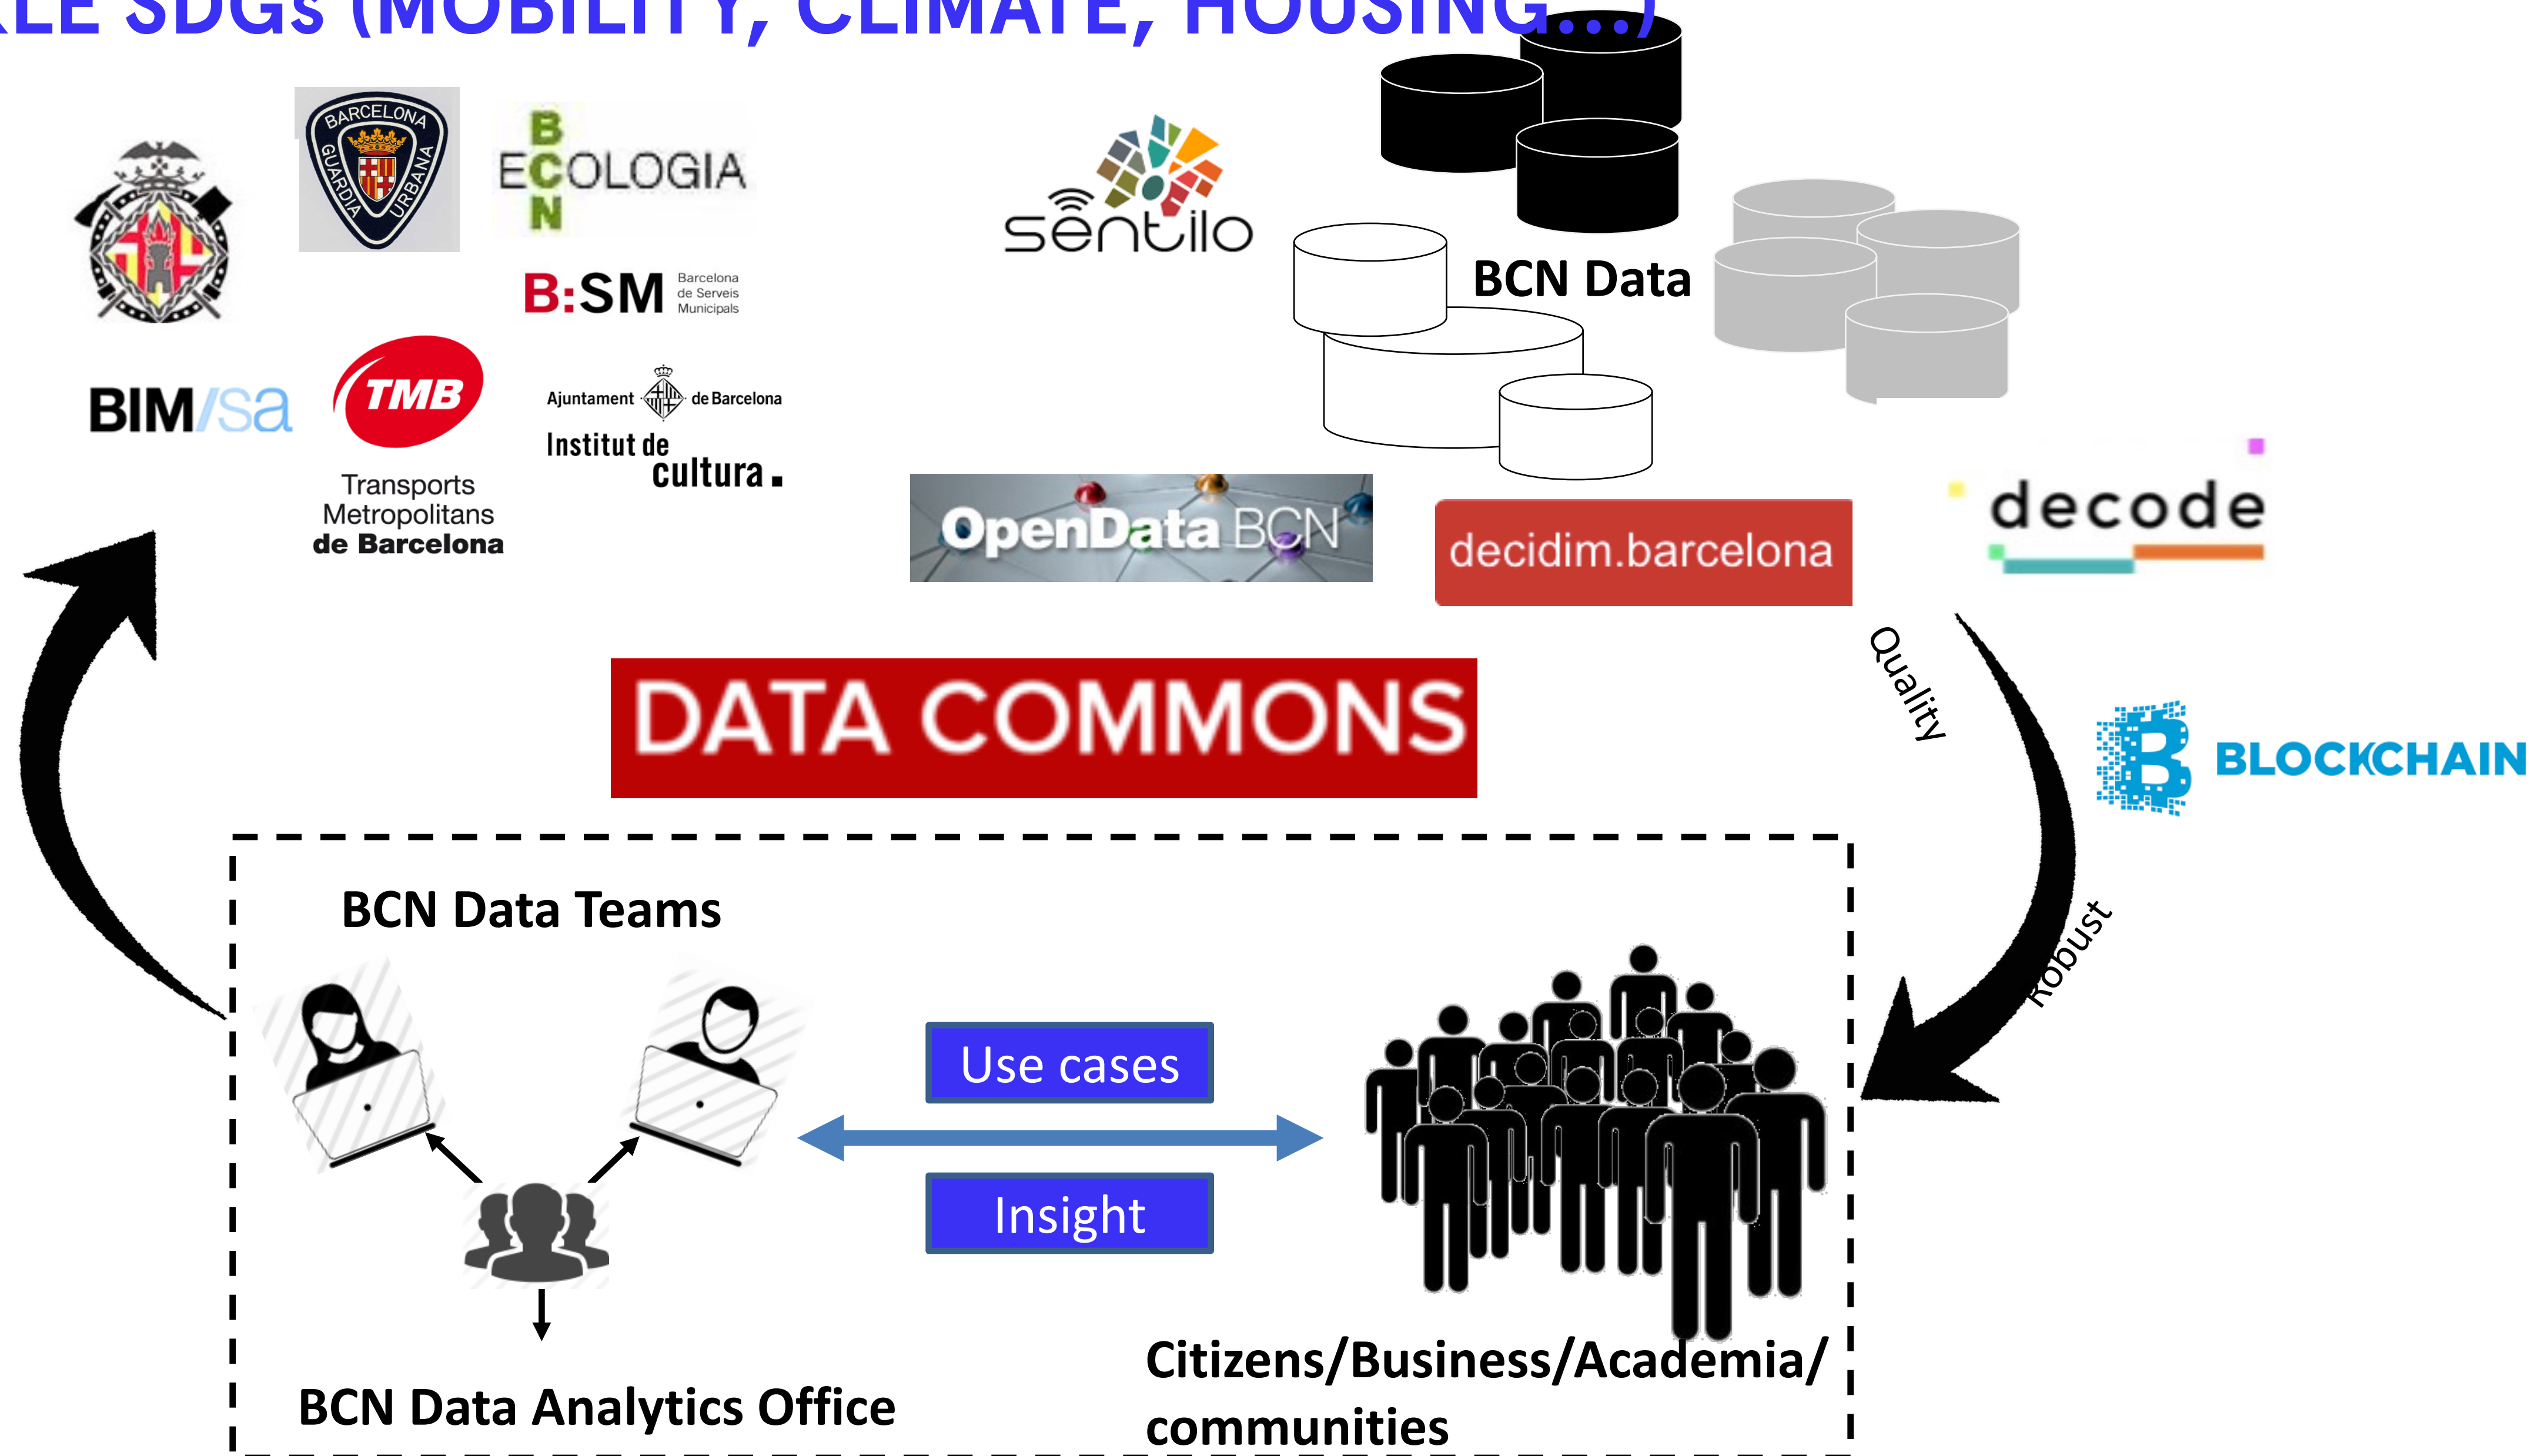 KLE SDGs (MOBILITY, CLIMATE, HOUSING...)
BARCELONA
GUARDIA
URBANA
BCN
ECOLOGIA
B:SM
Barcelona
de Serveis
Municipals
sentilo
BCN Data
BIM/sa
TMB
Transports
Metropolitans
de Barcelona
Ajuntament de Barcelona
Institut de
cultura.
OpenData BCN
decidim.barcelona
decode
DATA COMMONS
Quality
BLOCKCHAIN
Robust
BCN Data Teams
Use cases
Insight
BCN Data Analytics Office
Citizens/Business/Academia/
communities